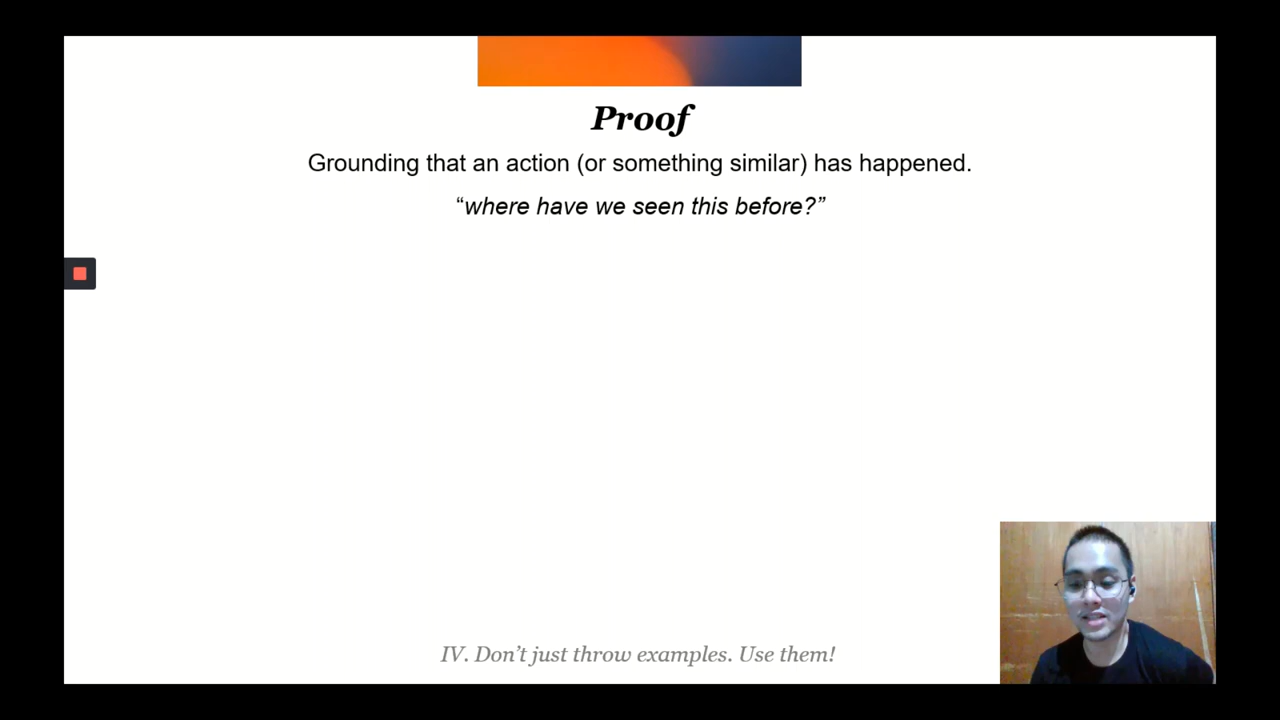 Proof
Grounding that an action (or something similar) has happened.
“where have we seen this before?”
IV. Don’t just throw examples. Use them!